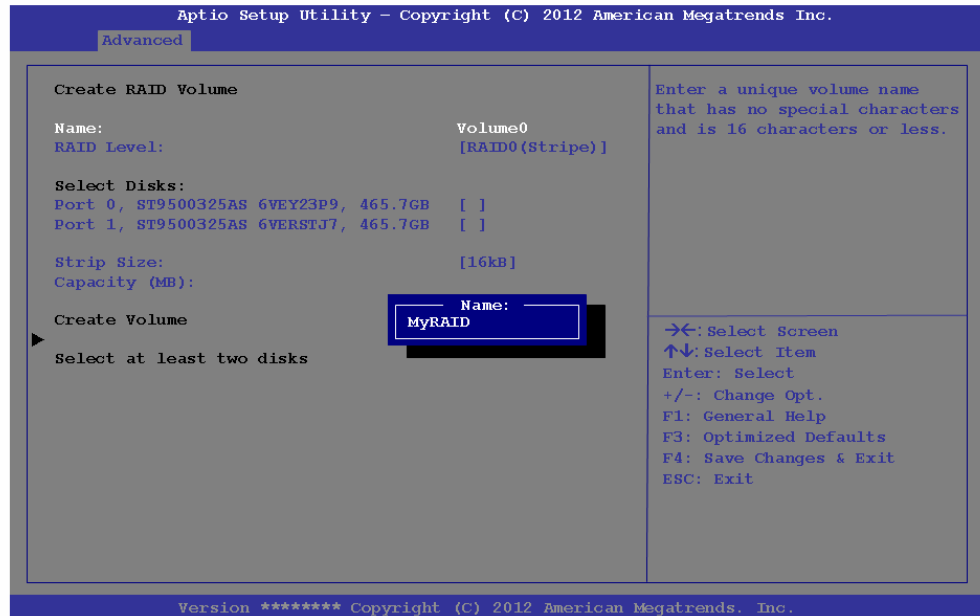 Aptio Setup Utility – Copyright (C) 2012 American Megatrends Inc.
Advanced
Create RAID Volume
Name: Volume0
RAID Level: [RAID0(Stripe)]
Select Disks:
Port 0, ST9500325AS 6VEY23P9, 465.7GB [ ]
Port 1, ST9500325AS 6VERSTJ7, 465.7GB [ ]
Strip Size: [16kB]
Capacity (MB):
Create Volume
Select at least two disks
Name:
MyRAID
Enter a unique volume name
that has no special characters
and is 16 characters or less.
→←: Select Screen
↑↓: Select Item
Enter: Select
+/-: Change Opt.
F1: General Help
F3: Optimized Defaults
F4: Save Changes & Exit
ESC: Exit
Version ******** Copyright (C) 2012 American Megatrends. Inc.